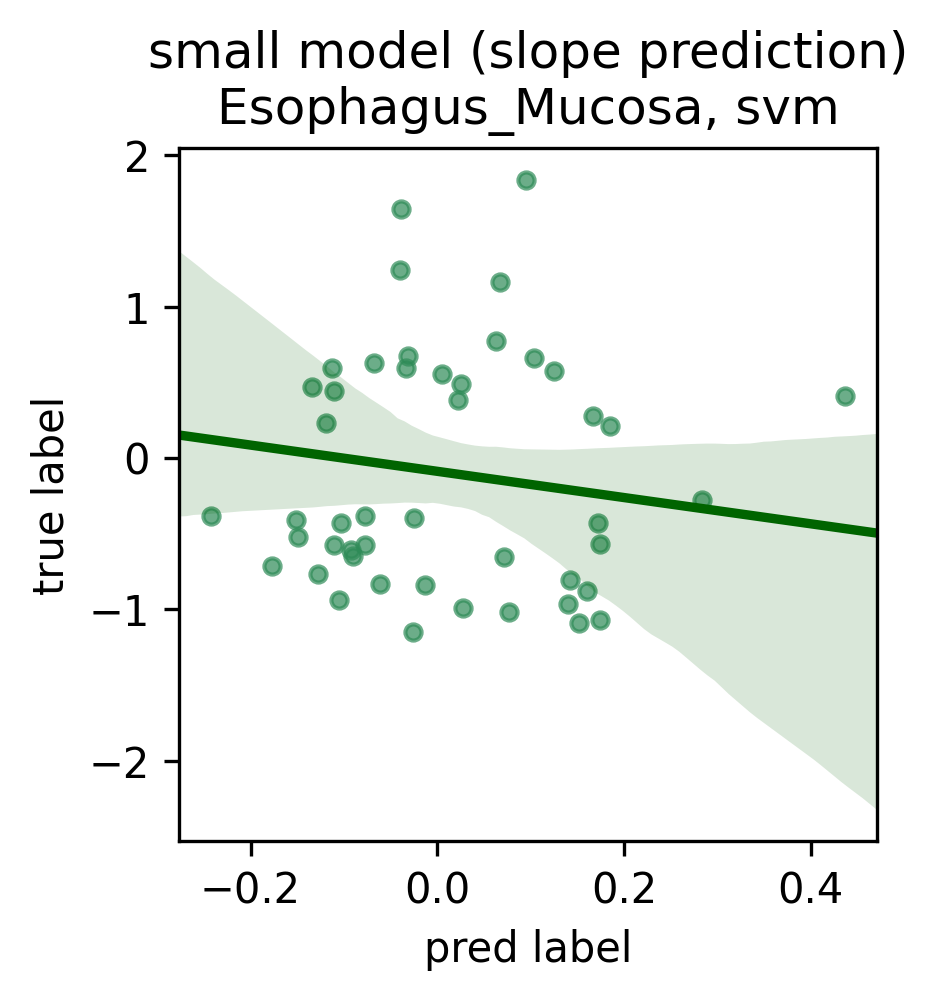 small model (slope prediction)
Esophagus_Mucosa, svm
2
1
0
−1
−2
true label
−0.2
0.0
0.2
0.4
pred label